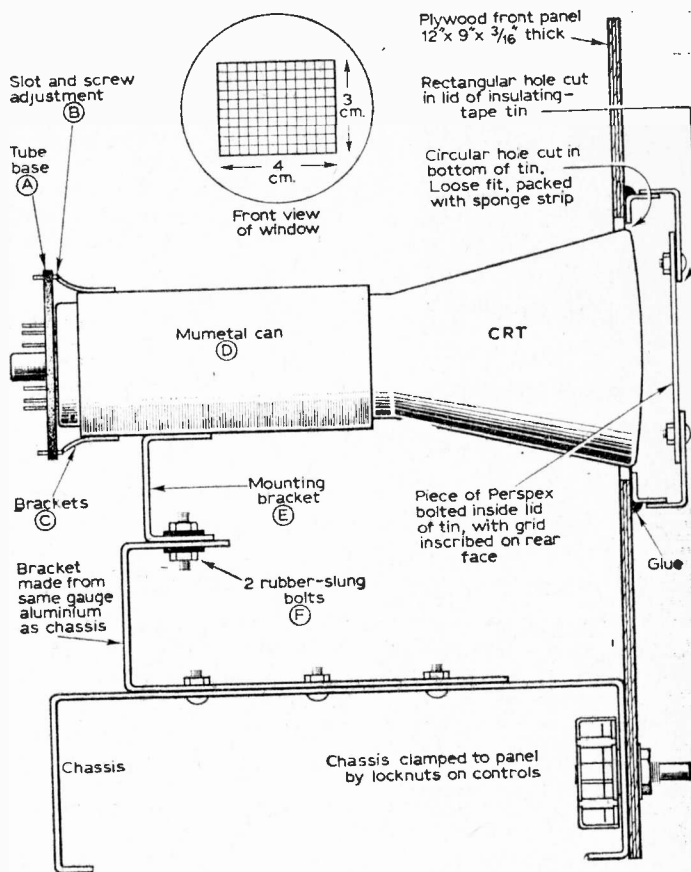 Plywood front panel
12"x 9"x 3/16" thick
Slot and screw
adjustment
B
Tube
base
A
3
cm.
4
cm.
Front view
of window
Rectangular hole cut
in lid of insulating-
tape tin
Circular hole cut in
bottom of tin.
Loose fit, packed
with sponge strip
Mumetal can
D
CRT
Brackets
C
Mounting
bracket
E
Piece of Perspex
bolted inside lid
of tin, with grid
inscribed on rear
face
Glue
Bracket
made from
same gauge
aluminium
as chassis
2 rubber-slung
bolts
F
Chassis
Chassis clamped to panel
by locknuts on controls